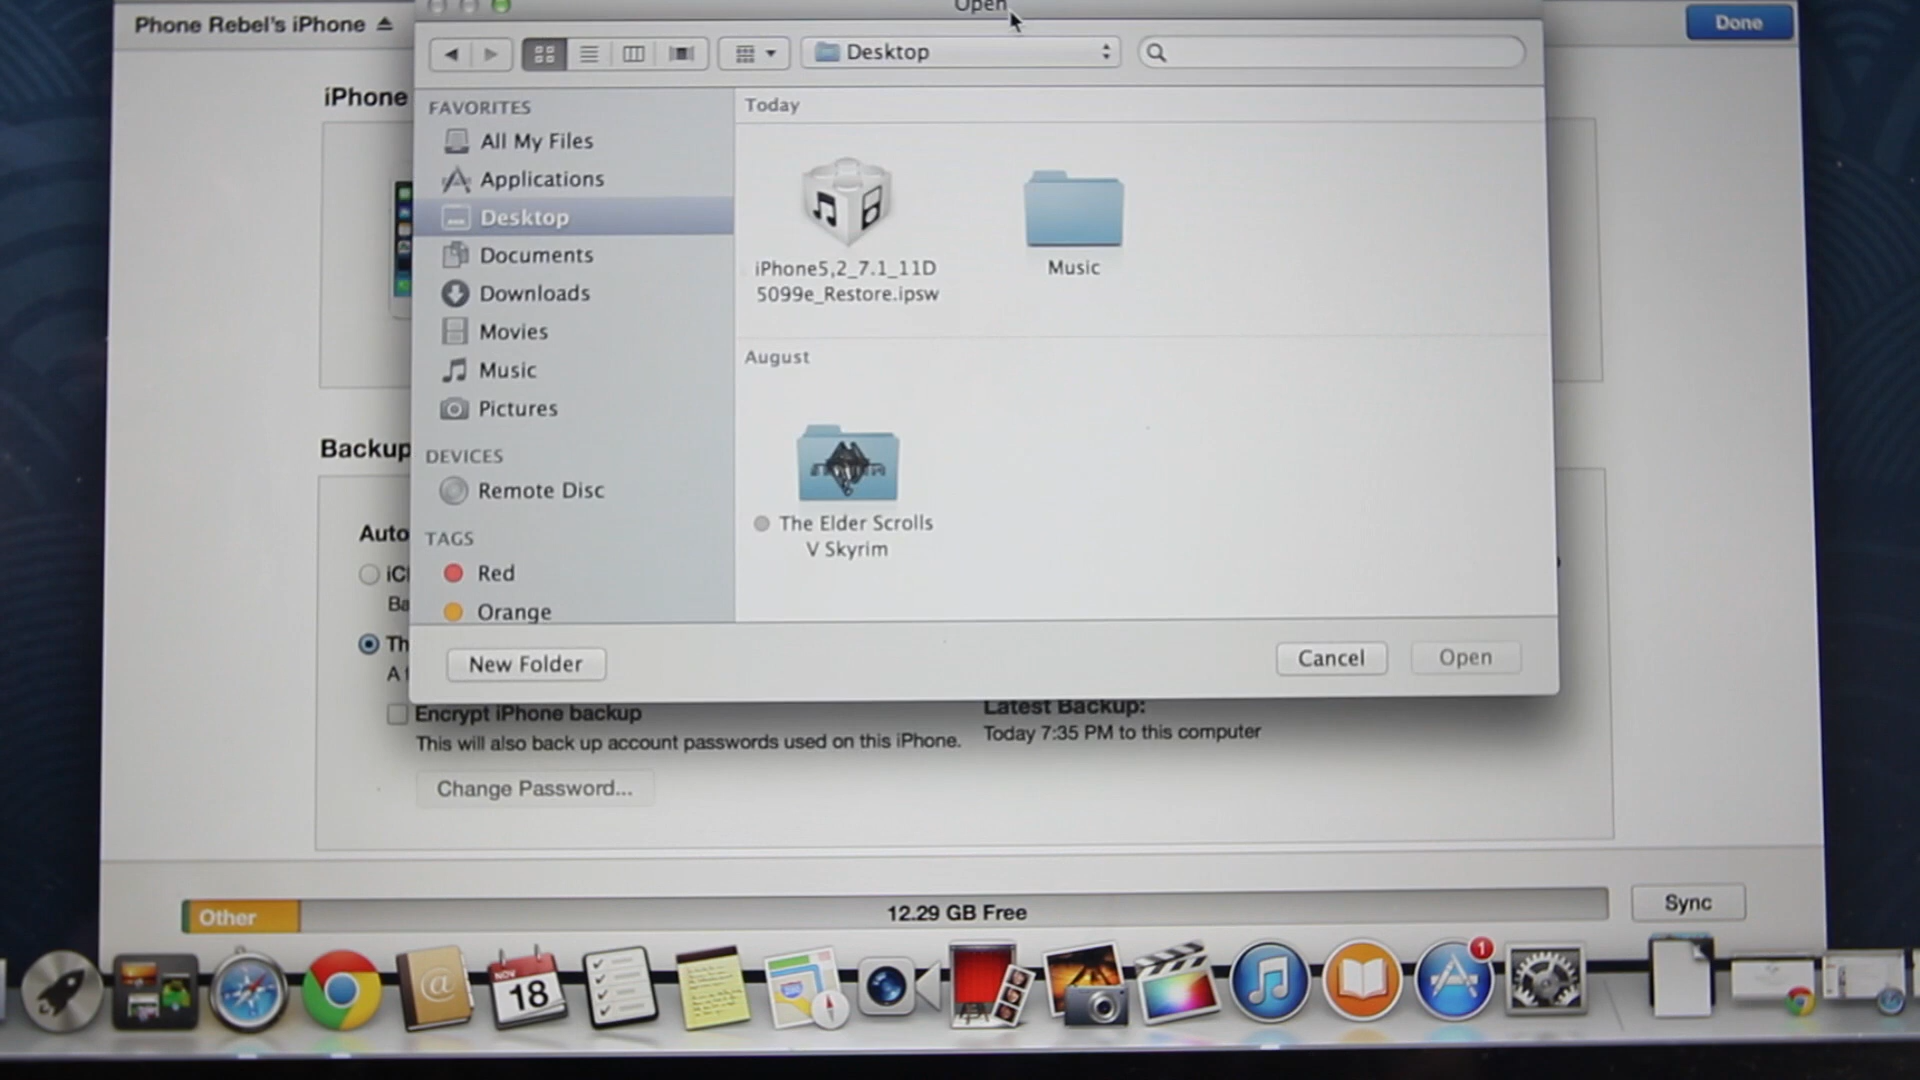 Phone Rebel's iPhone
Open
Done
Desktop
iPhone
FAVORITES
All My Files
Applications
Desktop
Documents
Downloads
Movies
Music
Pictures
DEVICES
Remote Disc
TAGS
Red
Orange
Today
iPhone5,2_7.1_11D
5099e_Restore.ipsw
Music
August
The Elder Scrolls
V Skyrim
New Folder
Cancel
Open
Backup
Auto
Encrypt iPhone backup
This will also back up account passwords used on this iPhone.
Change Password...
Latest Backup:
Today 7:35 PM to this computer
Other
12.29 GB Free
Sync
NOV
18
1